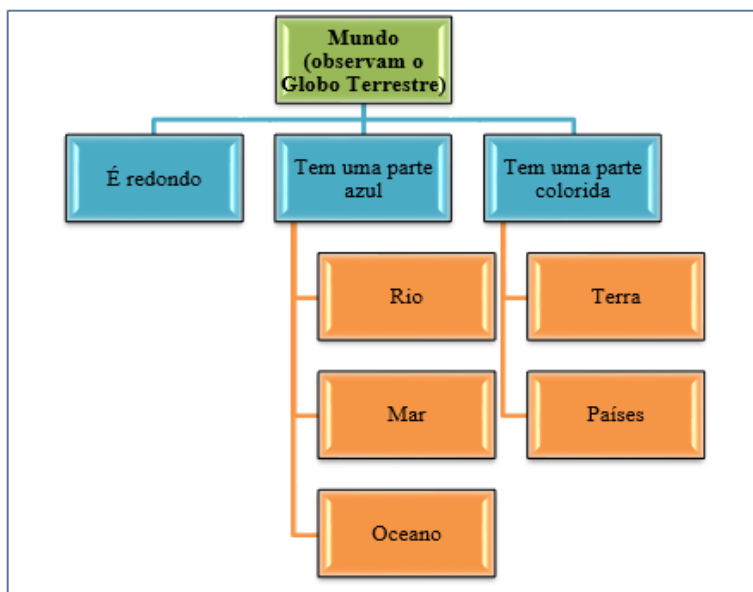 Mundo
(observam o
Globo Terrestre)
É redondo
Tem uma parte
azul
Tem uma parte
colorida
Rio
Mar
Oceano
Terra
Países